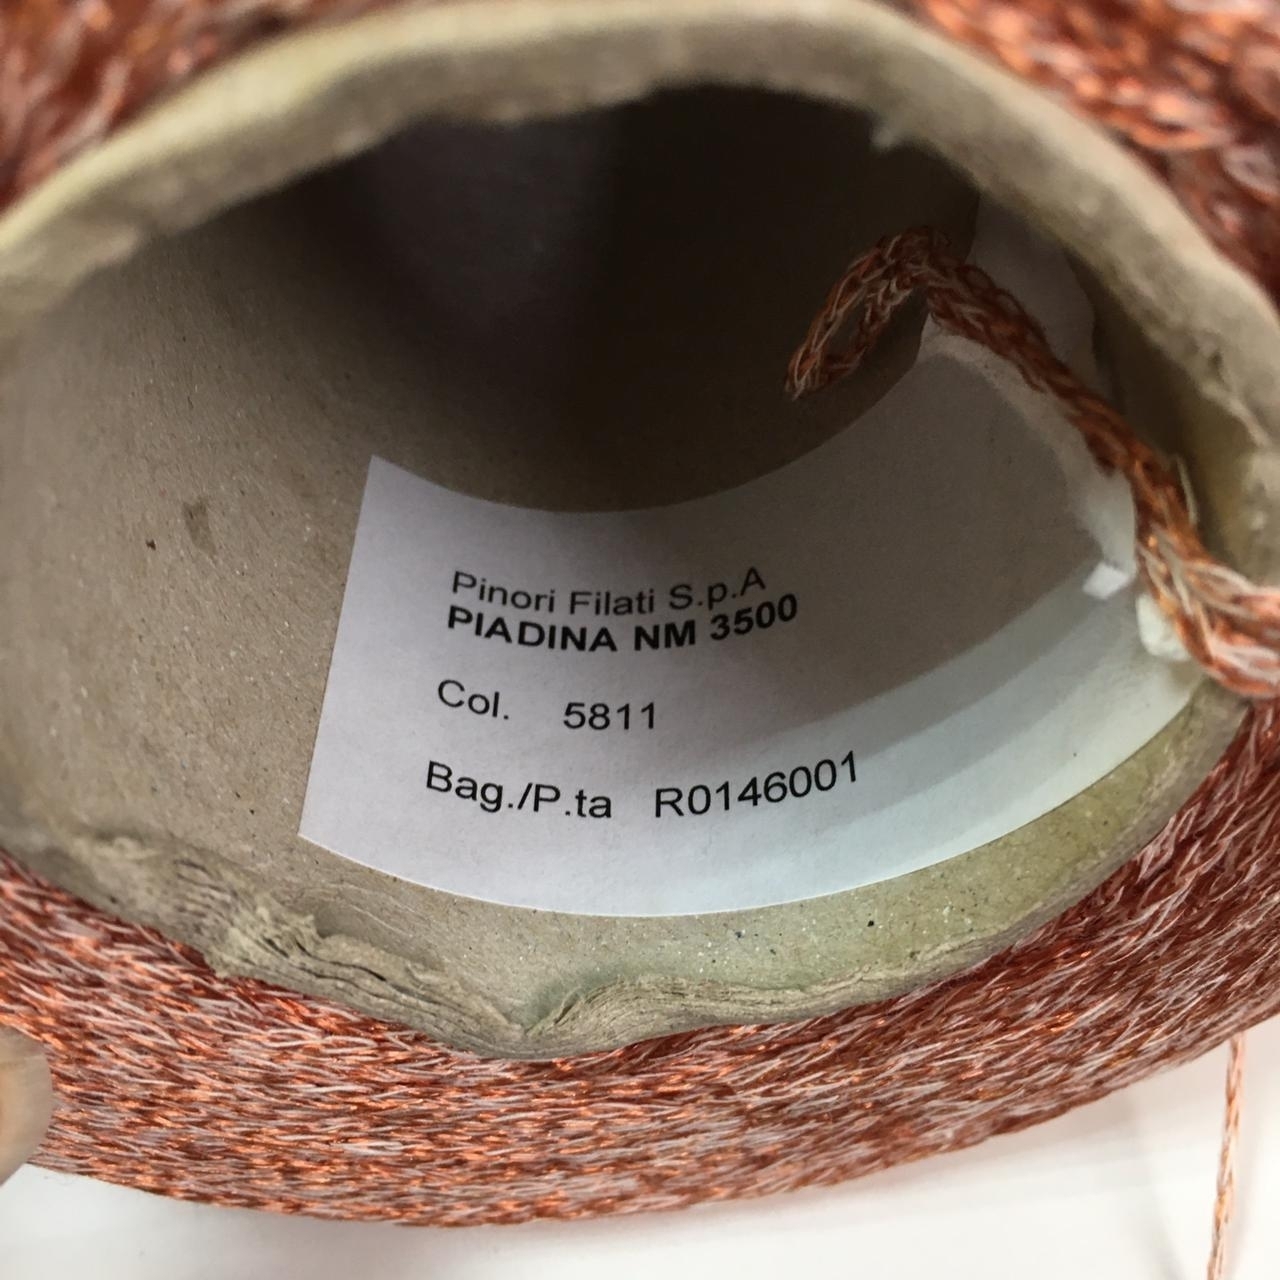 Pinori Filati S.p.A
PIADINA NM 3500
Col. 5811
Bag./P.ta R0146001